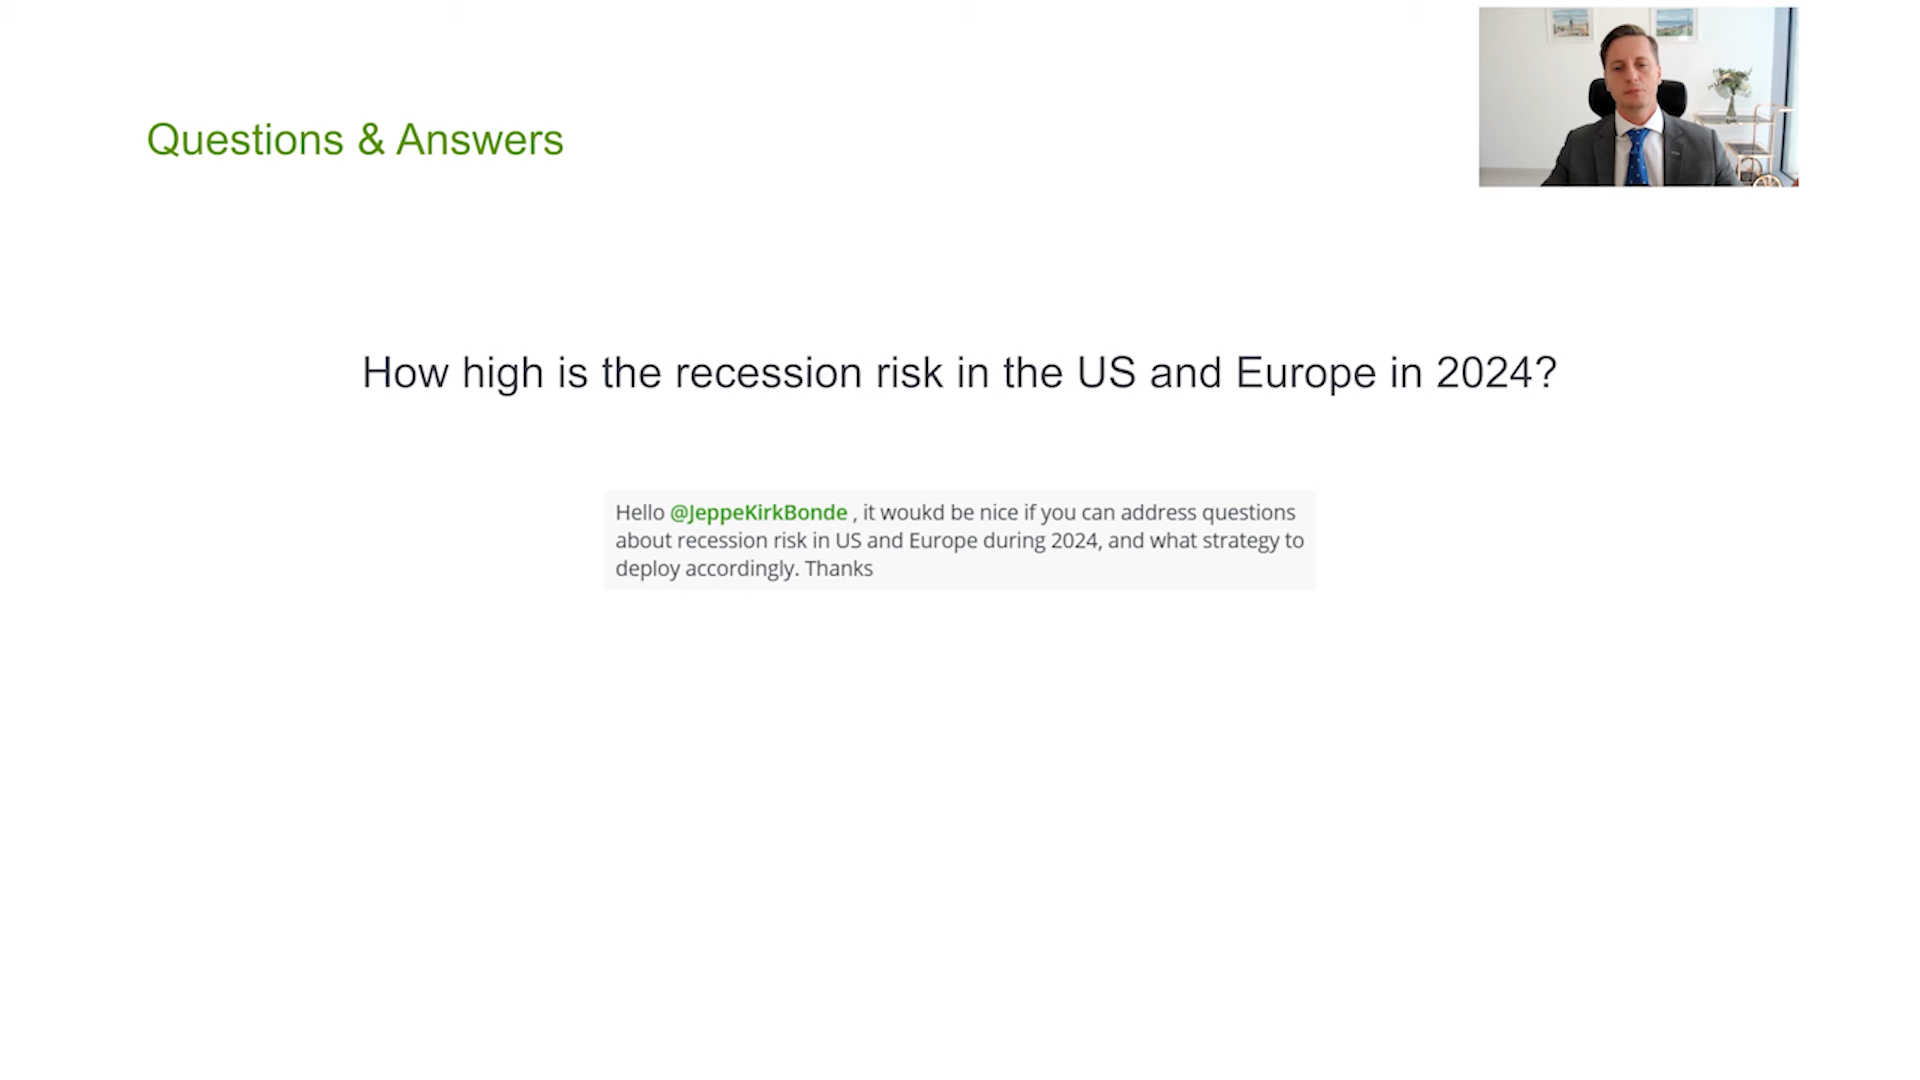 Questions & Answers
How high is the recession risk in the US and Europe in 2024?
Hello @JeppeKirkBonde , it woukd be nice if you can address questions
about recession risk in US and Europe during 2024, and what strategy to
deploy accordingly. Thanks